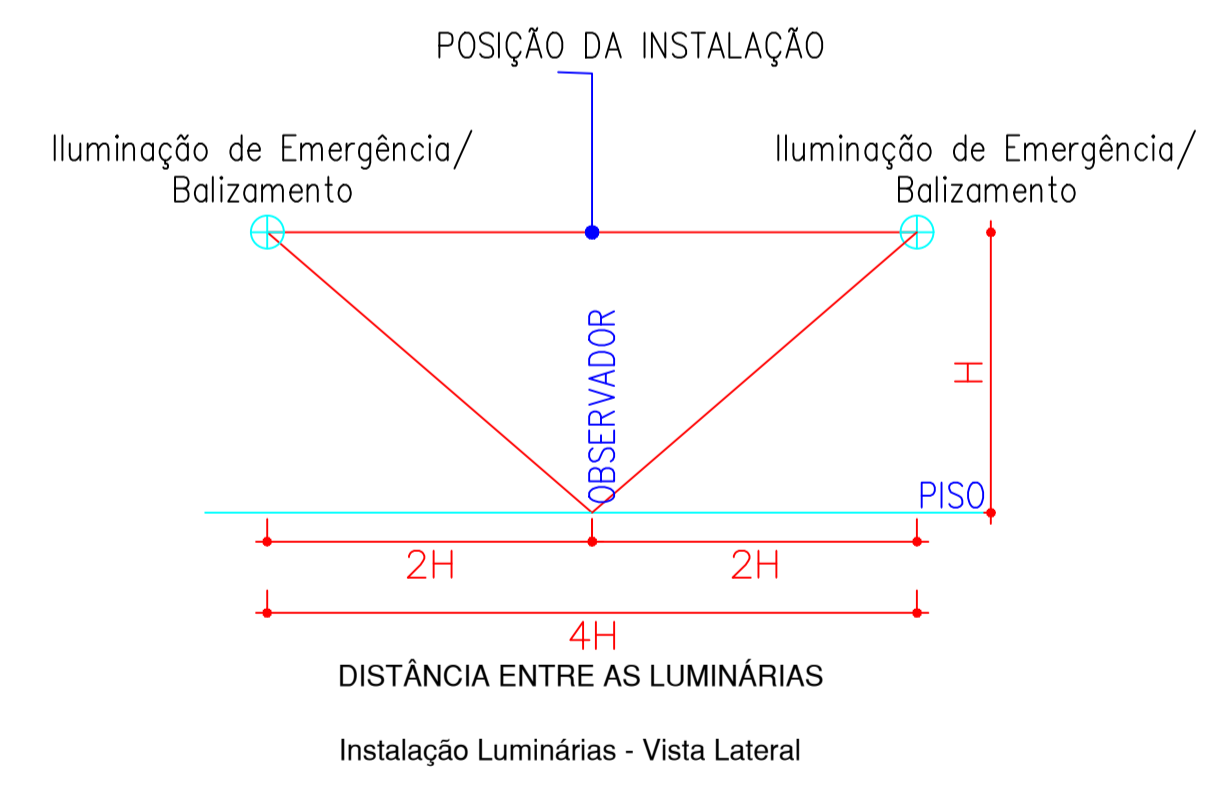 POSIÇÃO DA INSTALAÇÃO
Iluminação de Emergência/
Balizamento
Iluminação de Emergência/
Balizamento
OBSERVADOR
H
PISO
2H
2H
4H
DISTÂNCIA ENTRE AS LUMINÁRIAS
Instalação Luminárias - Vista Lateral